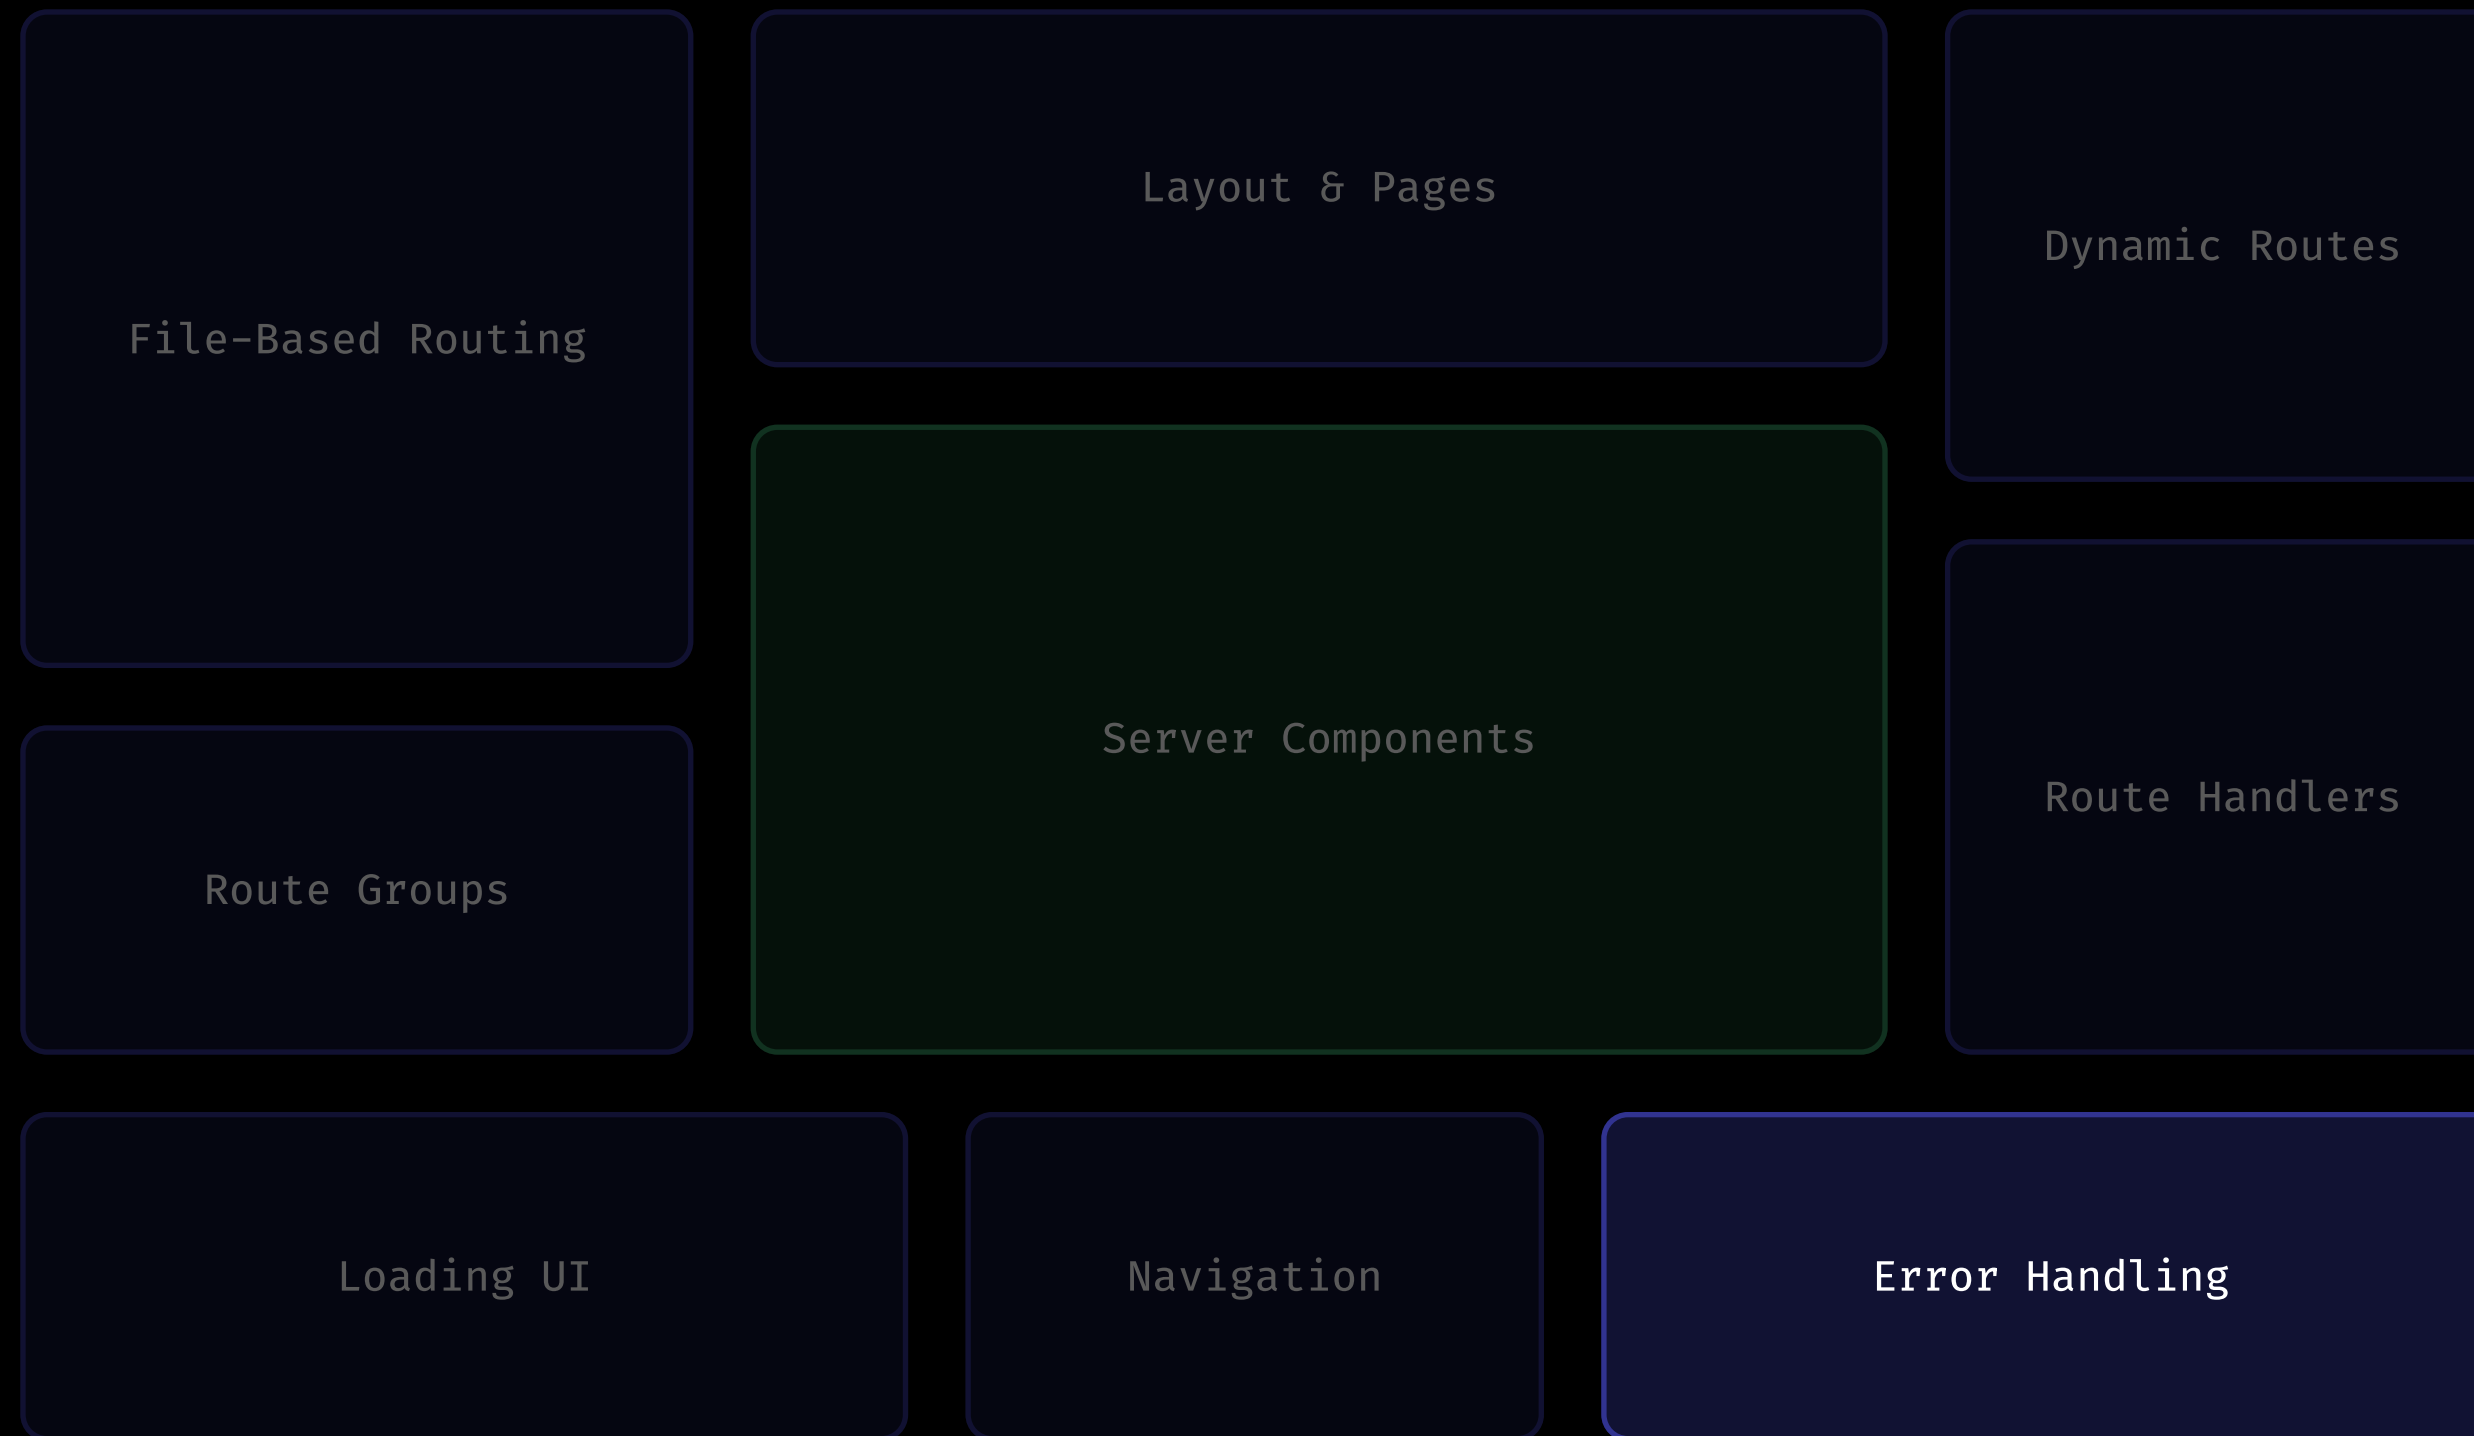 File-Based Routing
Layout & Pages
Dynamic Routes
Server Components
Route Groups
Route Handlers
Loading UI
Navigation
Error Handling